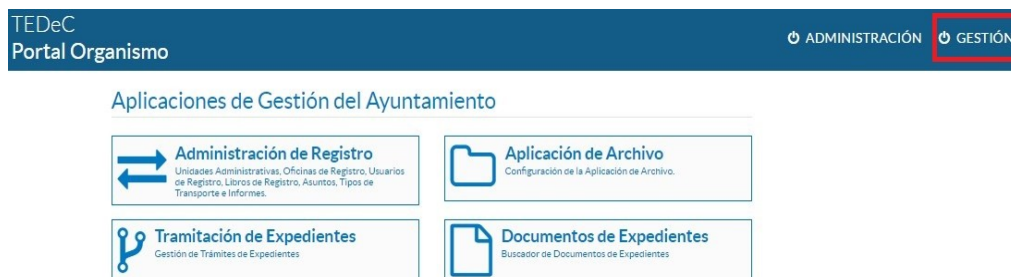 TEDeC
Portal Organismo
ADMINISTRACIÓN
GESTIÓN
Aplicaciones de Gestión del Ayuntamiento
Administración de Registro
Unidades Administrativas, Oficinas de Registro, Usuarios
de Registro, Libros de Registro, Asuntos, Tipos de
Transporte e Informes.
Aplicación de Archivo
Configuración de la Aplicación de Archivo.
Tramitación de Expedientes
Gestión de Trámites de Expedientes
Documentos de Expedientes
Buscador de Documentos de Expedientes